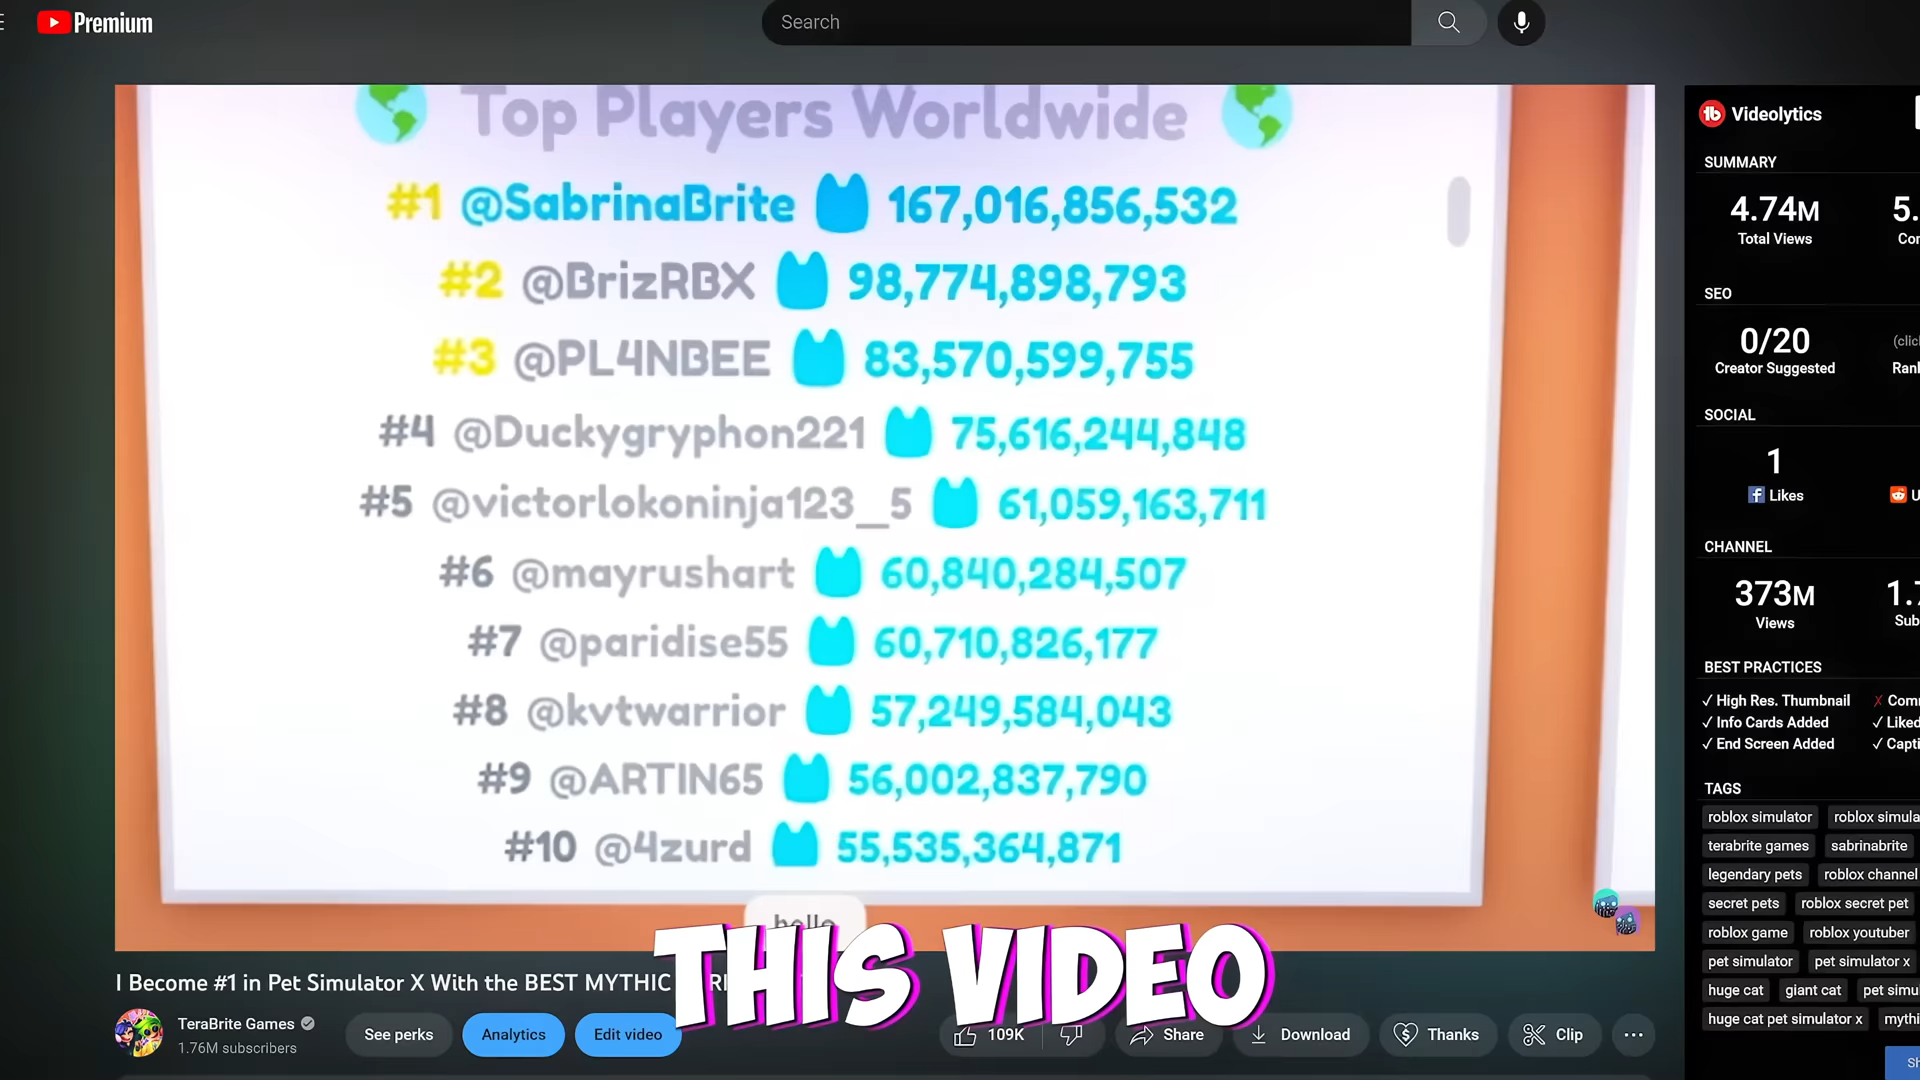 Premium
Search
Top Players Worldwide
#1 @SabrinaBrite 167,016,856,532
#2 @BrizRBX 98,774,898,793
#3 @PL4NBEE 83,570,599,755
#4 @Duckygryphon221 75,616,244,848
#5 @victorlokoninja123__5 61,059,163,711
#6 @mayrushart 60,840,284,507
#7 @paridise55 60,710,826,177
#8 @kvtwarrior 57,249,584,043
#9 @ARTIN65 56,002,837,790
#10 @4zurd 55,535,364,871
hello
THIS VIDEO
I Become #1 in Pet Simulator X With the BEST MYTHIC
TeraBrite Games
1.76M subscribers
See perks
Analytics
Edit video
109K
Share
Download
Thanks
Clip
tb Videolytics
SUMMARY
4.74M
Total Views
SEO
0/20
Creator Suggested
SOCIAL
1
Likes
CHANNEL
373M
Views
BEST PRACTICES
✓ High Res. Thumbnail
✓ Info Cards Added ✓ Liked
✓ End Screen Added
TAGS
roblox simulator roblox
terabrite games sabrinabrite
legendary pets roblox channel
secret pets roblox secret pet
roblox game roblox youtuber
pet simulator pet simulator x
huge cat giant cat pet
huge cat pet simulator x